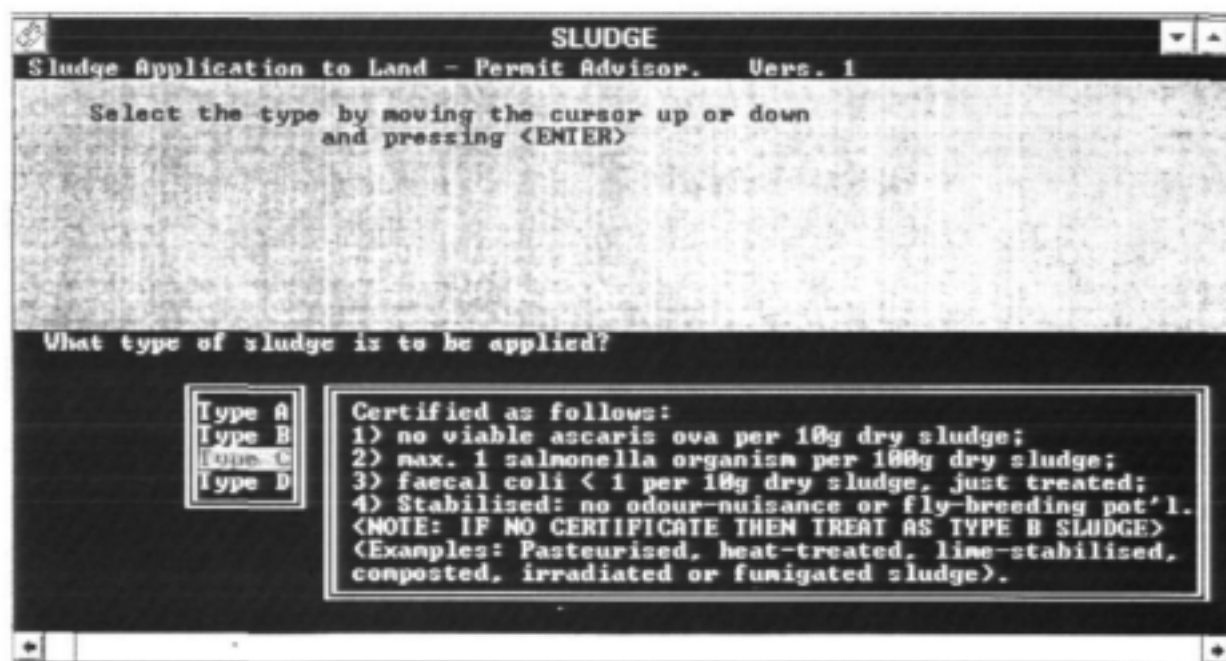 SLUDGE
Sludge Application to Land - Permit Advisor. Vers. 1
Select the type by moving the cursor up or down
and pressing <ENTER>
What type of sludge is to be applied?
Type A
Type B
Type C
Type D
Certified as follows:
1) no viable ascaris ova per 10g dry sludge;
2) max. 1 salmonella organism per 100g dry sludge;
3) faecal coli < 1 per 10g dry sludge, just treated;
4) Stabilised: no odour-nuisance or fly-breeding pot'l.
<NOTE: IF NO CERTIFICATE THEN TREAT AS TYPE B SLUDGE>
(Examples: Pasteurised, heat-treated, lime-stabilised,
composted, irradiated or fumigated sludge).